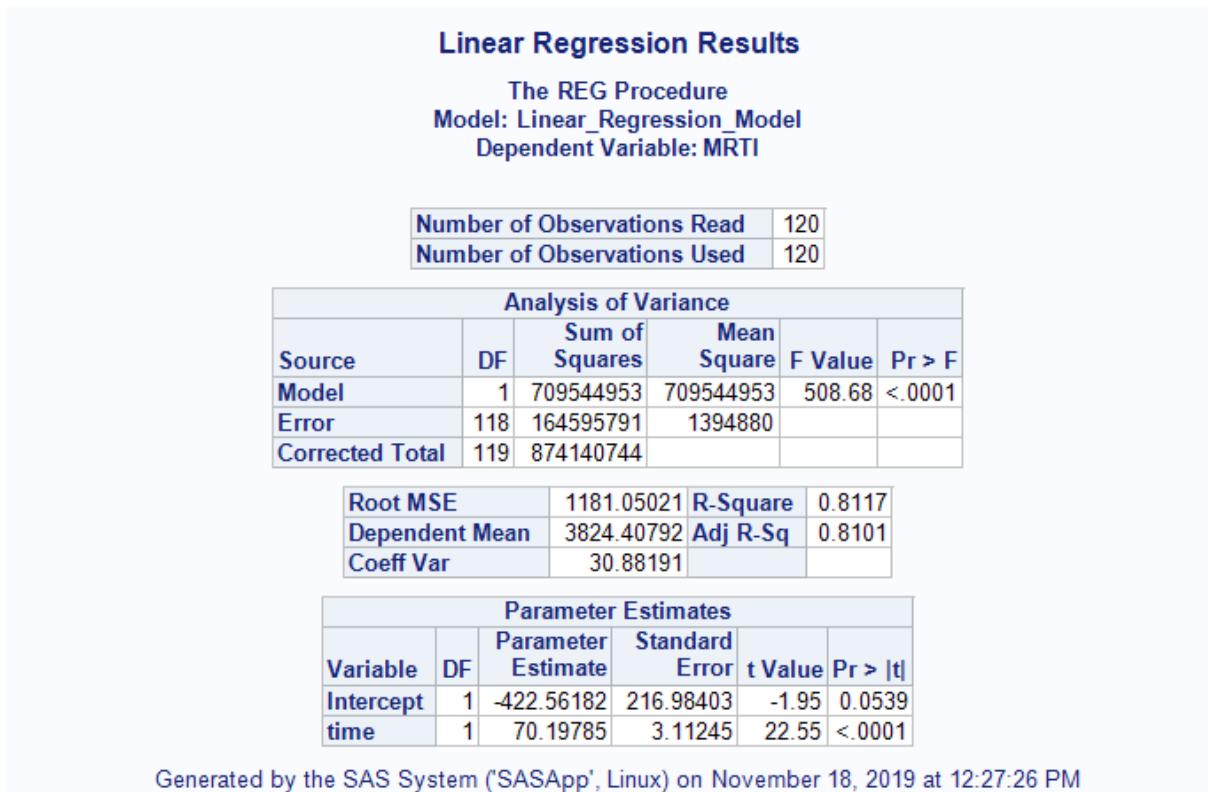 Linear Regression Results
The REG Procedure
Model: Linear_Regression_Model
Dependent Variable: MRTI
Number of Observations Read 120
Number of Observations Used 120
Analysis of Variance
Source DF Sum of Squares Mean Square F Value Pr > F
Model 1 709544953 709544953 508.68 <.0001
Error 118 164595791 1394880
Corrected Total 119 874140744
Root MSE 1181.05021 R-Square 0.8117
Dependent Mean 3824.40792 Adj R-Sq 0.8101
Coeff Var 30.88191
Parameter Estimates
Variable DF Parameter Estimate Standard Error t Value Pr > |t|
Intercept 1 -422.56182 216.98403 -1.95 0.0539
time 1 70.19785 3.11245 22.55 <.0001
Generated by the SAS System ('SASApp', Linux) on November 18, 2019 at 12:27:26 PM